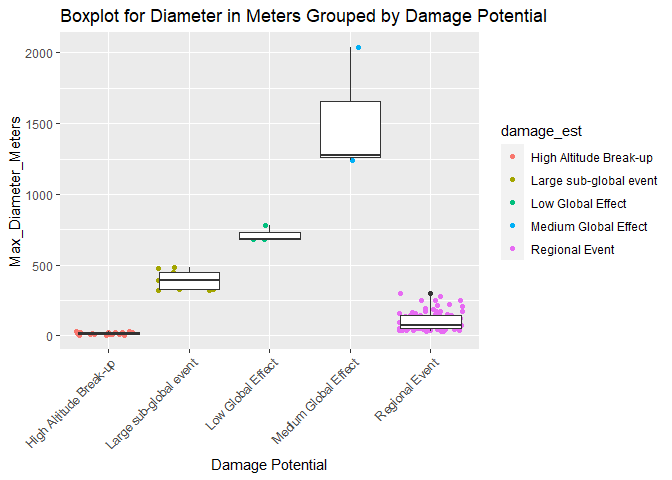 Boxplot for Diameter in Meters Grouped by Damage Potential
2000
1500
1000
500
0
Max_Diameter_Meters
High Altitude Break-up
Large sub-global event
Low Global Effect
Medium Global Effect
Regional Event
Damage Potential
damage_est
High Altitude Break-up
Large sub-global event
Low Global Effect
Medium Global Effect
Regional Event